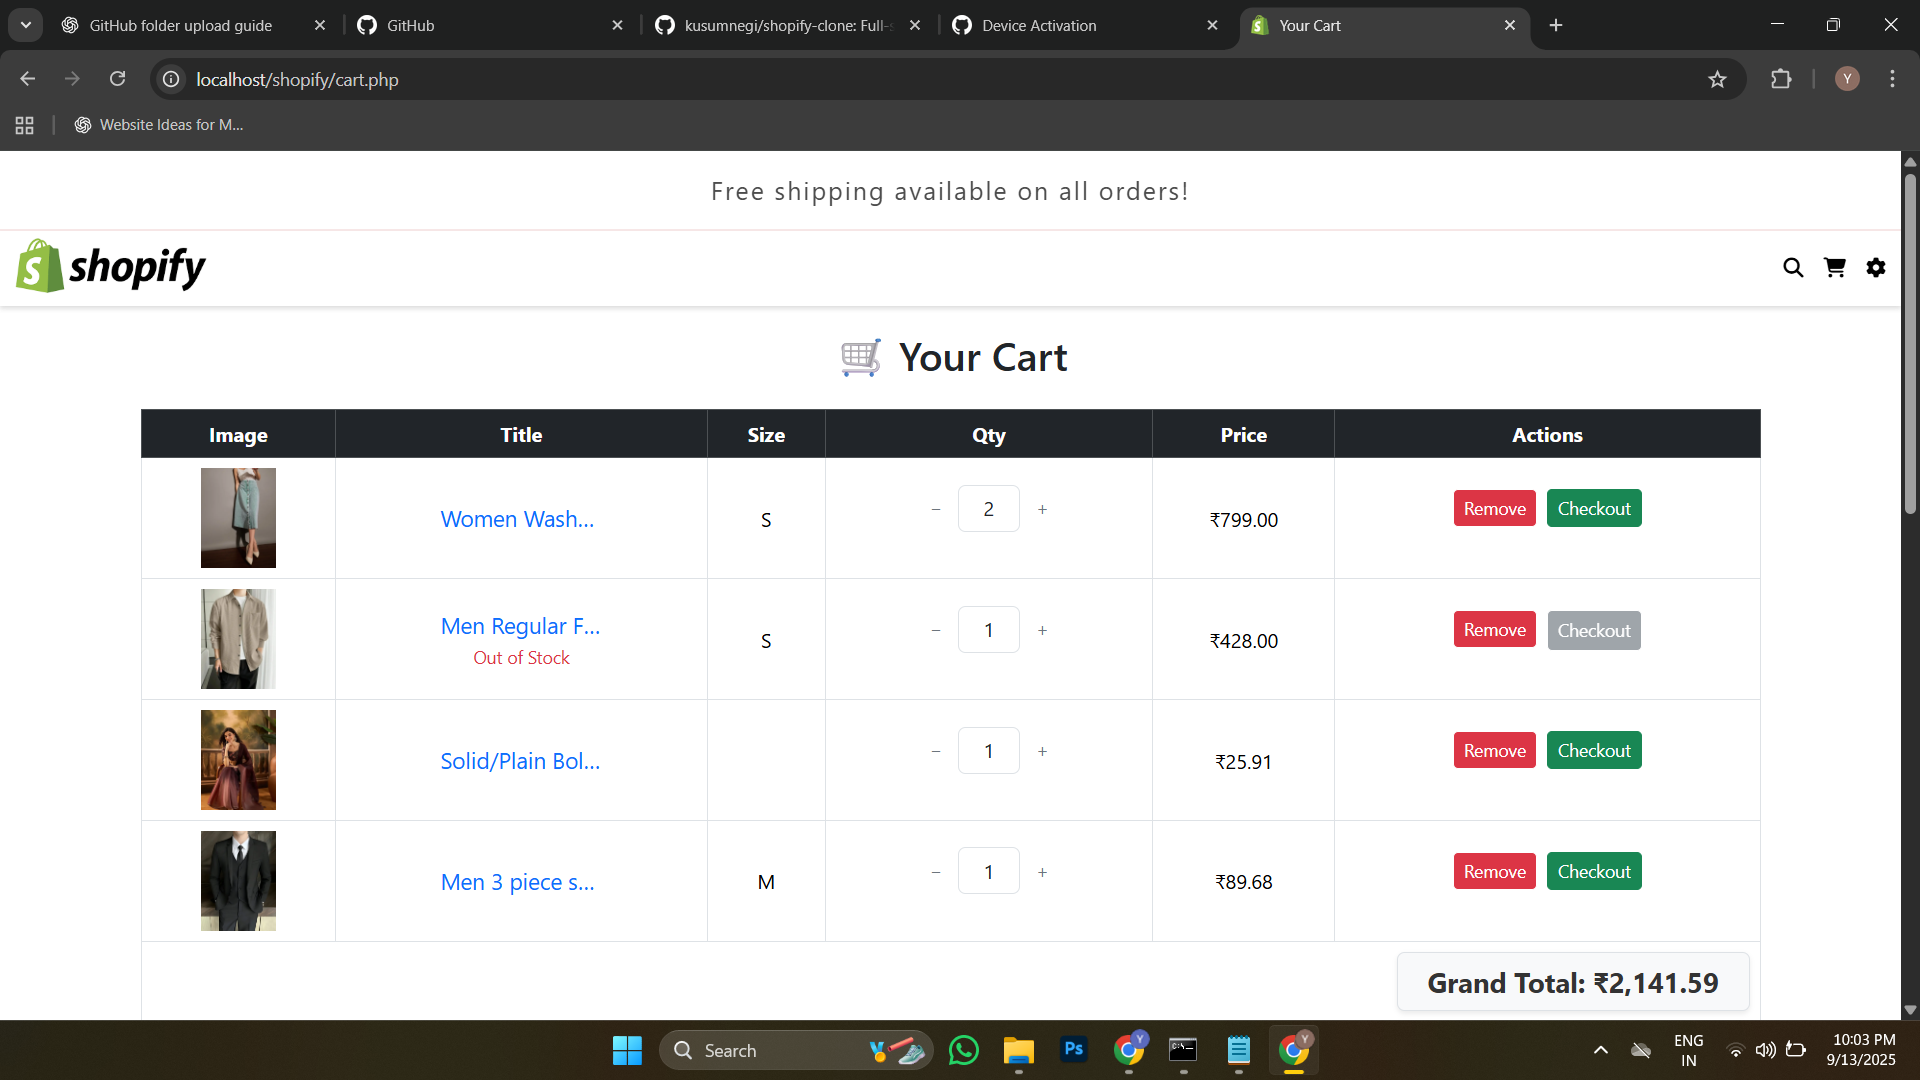 GitHub folder upload guide
GitHub
kusumnegi/shopify-clone: Full-s
Device Activation
Your Cart
localhost/shopify/cart.php
Y
Website Ideas for M...
Free shipping available on all orders!
shopify
Your Cart
Image Title Size Qty Price Actions
Women Wash... S − 2 + ₹799.00 Remove Checkout
Men Regular F... S − 1 + ₹428.00 Remove Checkout
Out of Stock
Solid/Plain Bol... − 1 + ₹25.91 Remove Checkout
Men 3 piece s... M − 1 + ₹89.68 Remove Checkout
Grand Total: ₹2,141.59
Search
Ps
Y
Y
ENG
IN
10:03 PM
9/13/2025